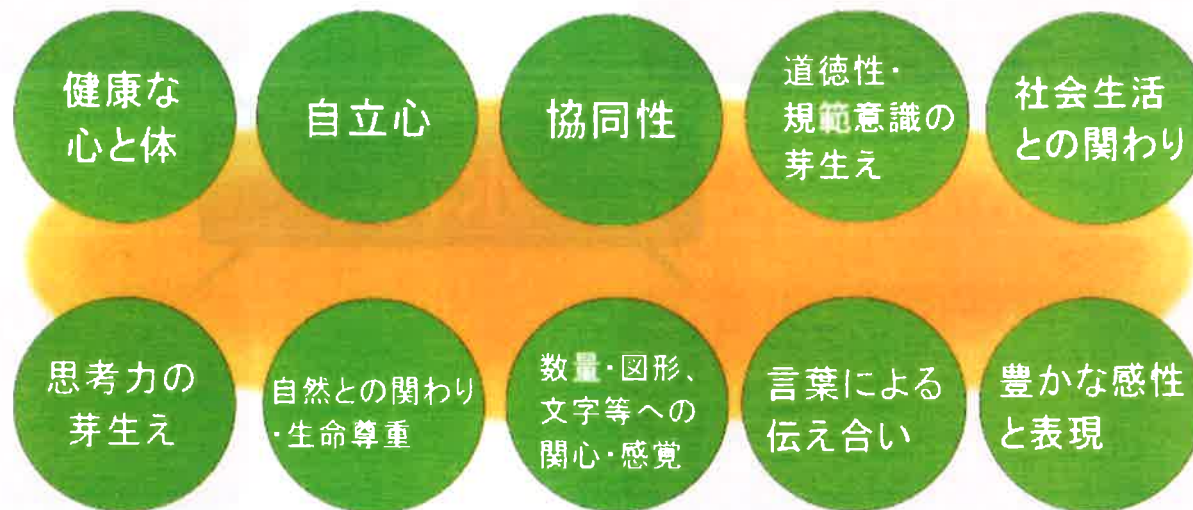 健康な
心と体
自立心
協同性
道徳性・
規範意識の
芽生え
社会生活
との関わり
思考力の
芽生え
自然との関わり
・生命尊重
数量・図形、
文字等への
関心・感覚
言葉による
伝え合い
豊かな感性
と表現